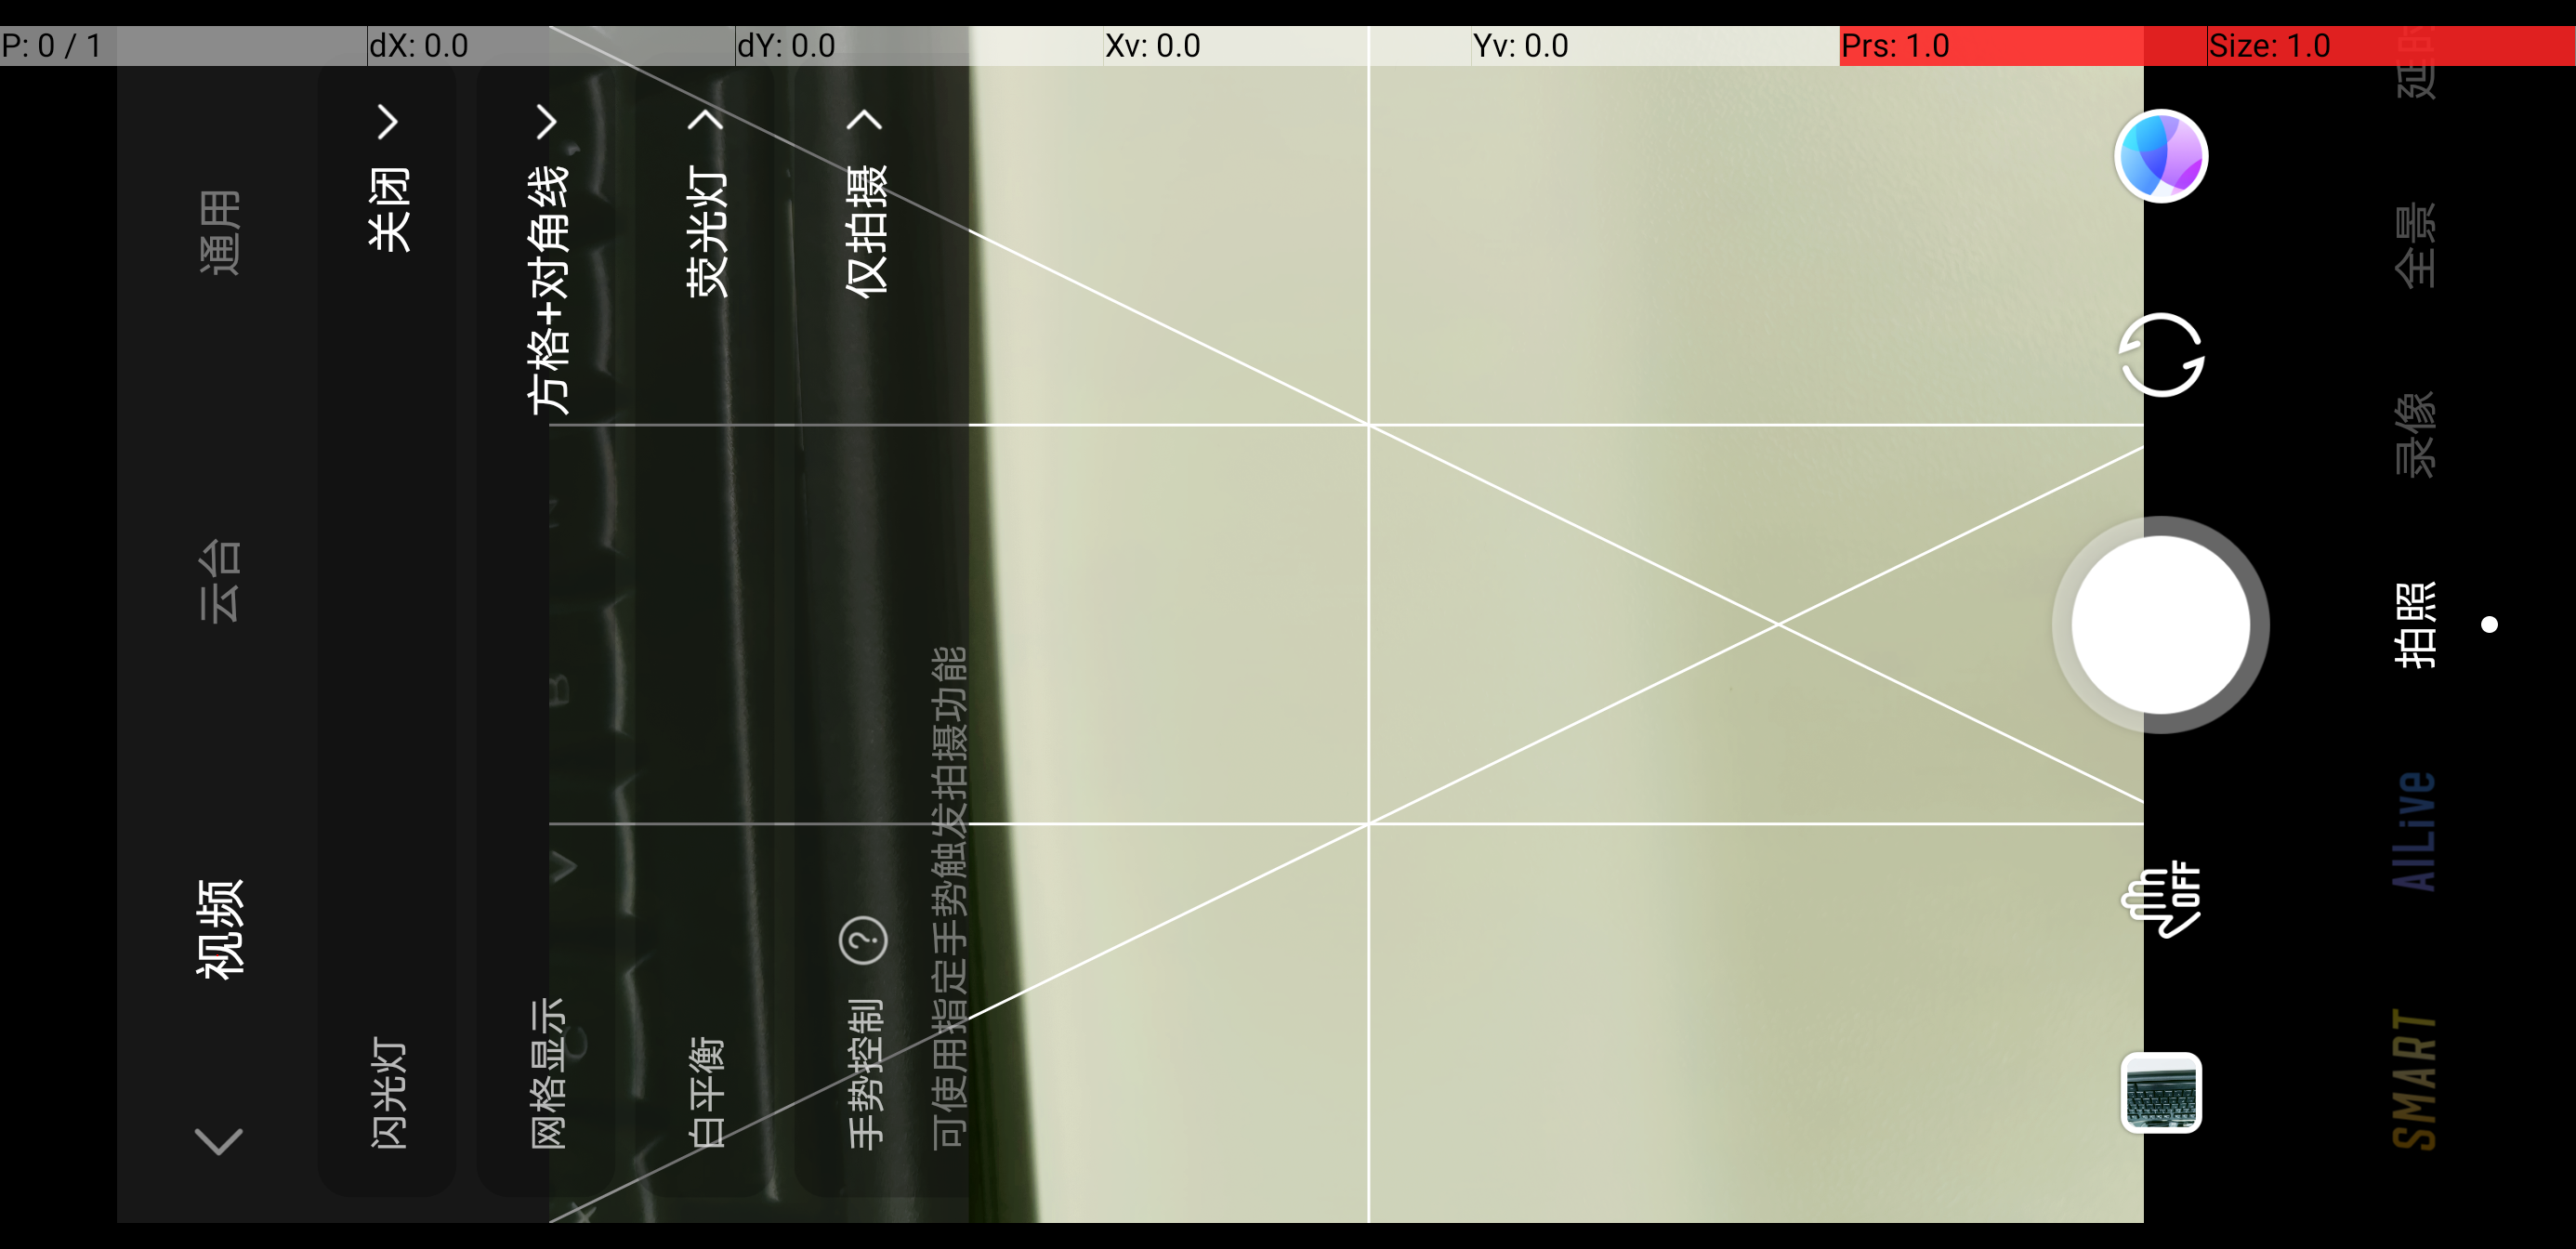 P: 0 / 1 dX: 0.0 dY: 0.0 Xv: 0.0 Yv: 0.0 Prs: 1.0 Size: 1.0
视频 云台 通用
闪光灯 关闭
网格显示 方格+对角线
白平衡 荧光灯
手势控制 ? 仅拍摄
可使用指定手势触发拍摄功能
OFF
SMART AILive 拍照 录像 全景 延时